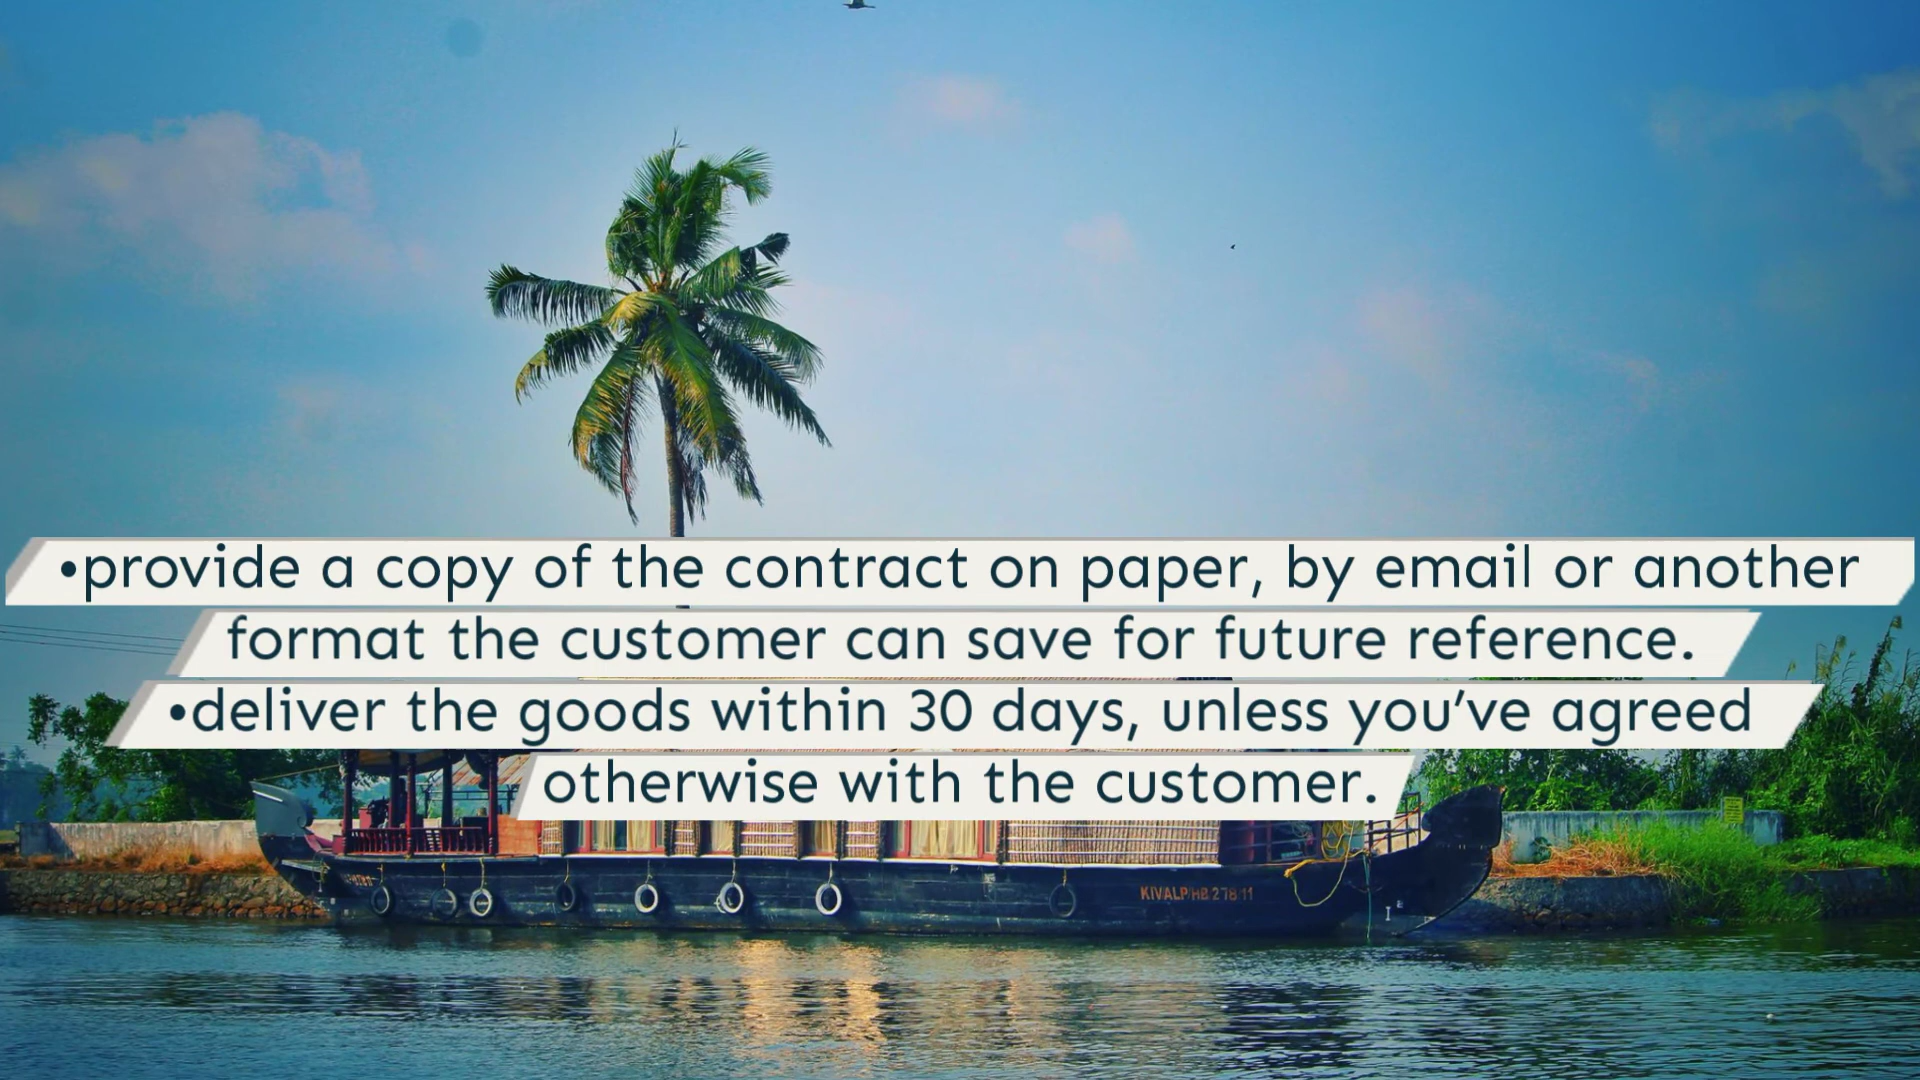 •provide a copy of the contract on paper, by email or another
format the customer can save for future reference.
•deliver the goods within 30 days, unless you've agreed
otherwise with the customer.